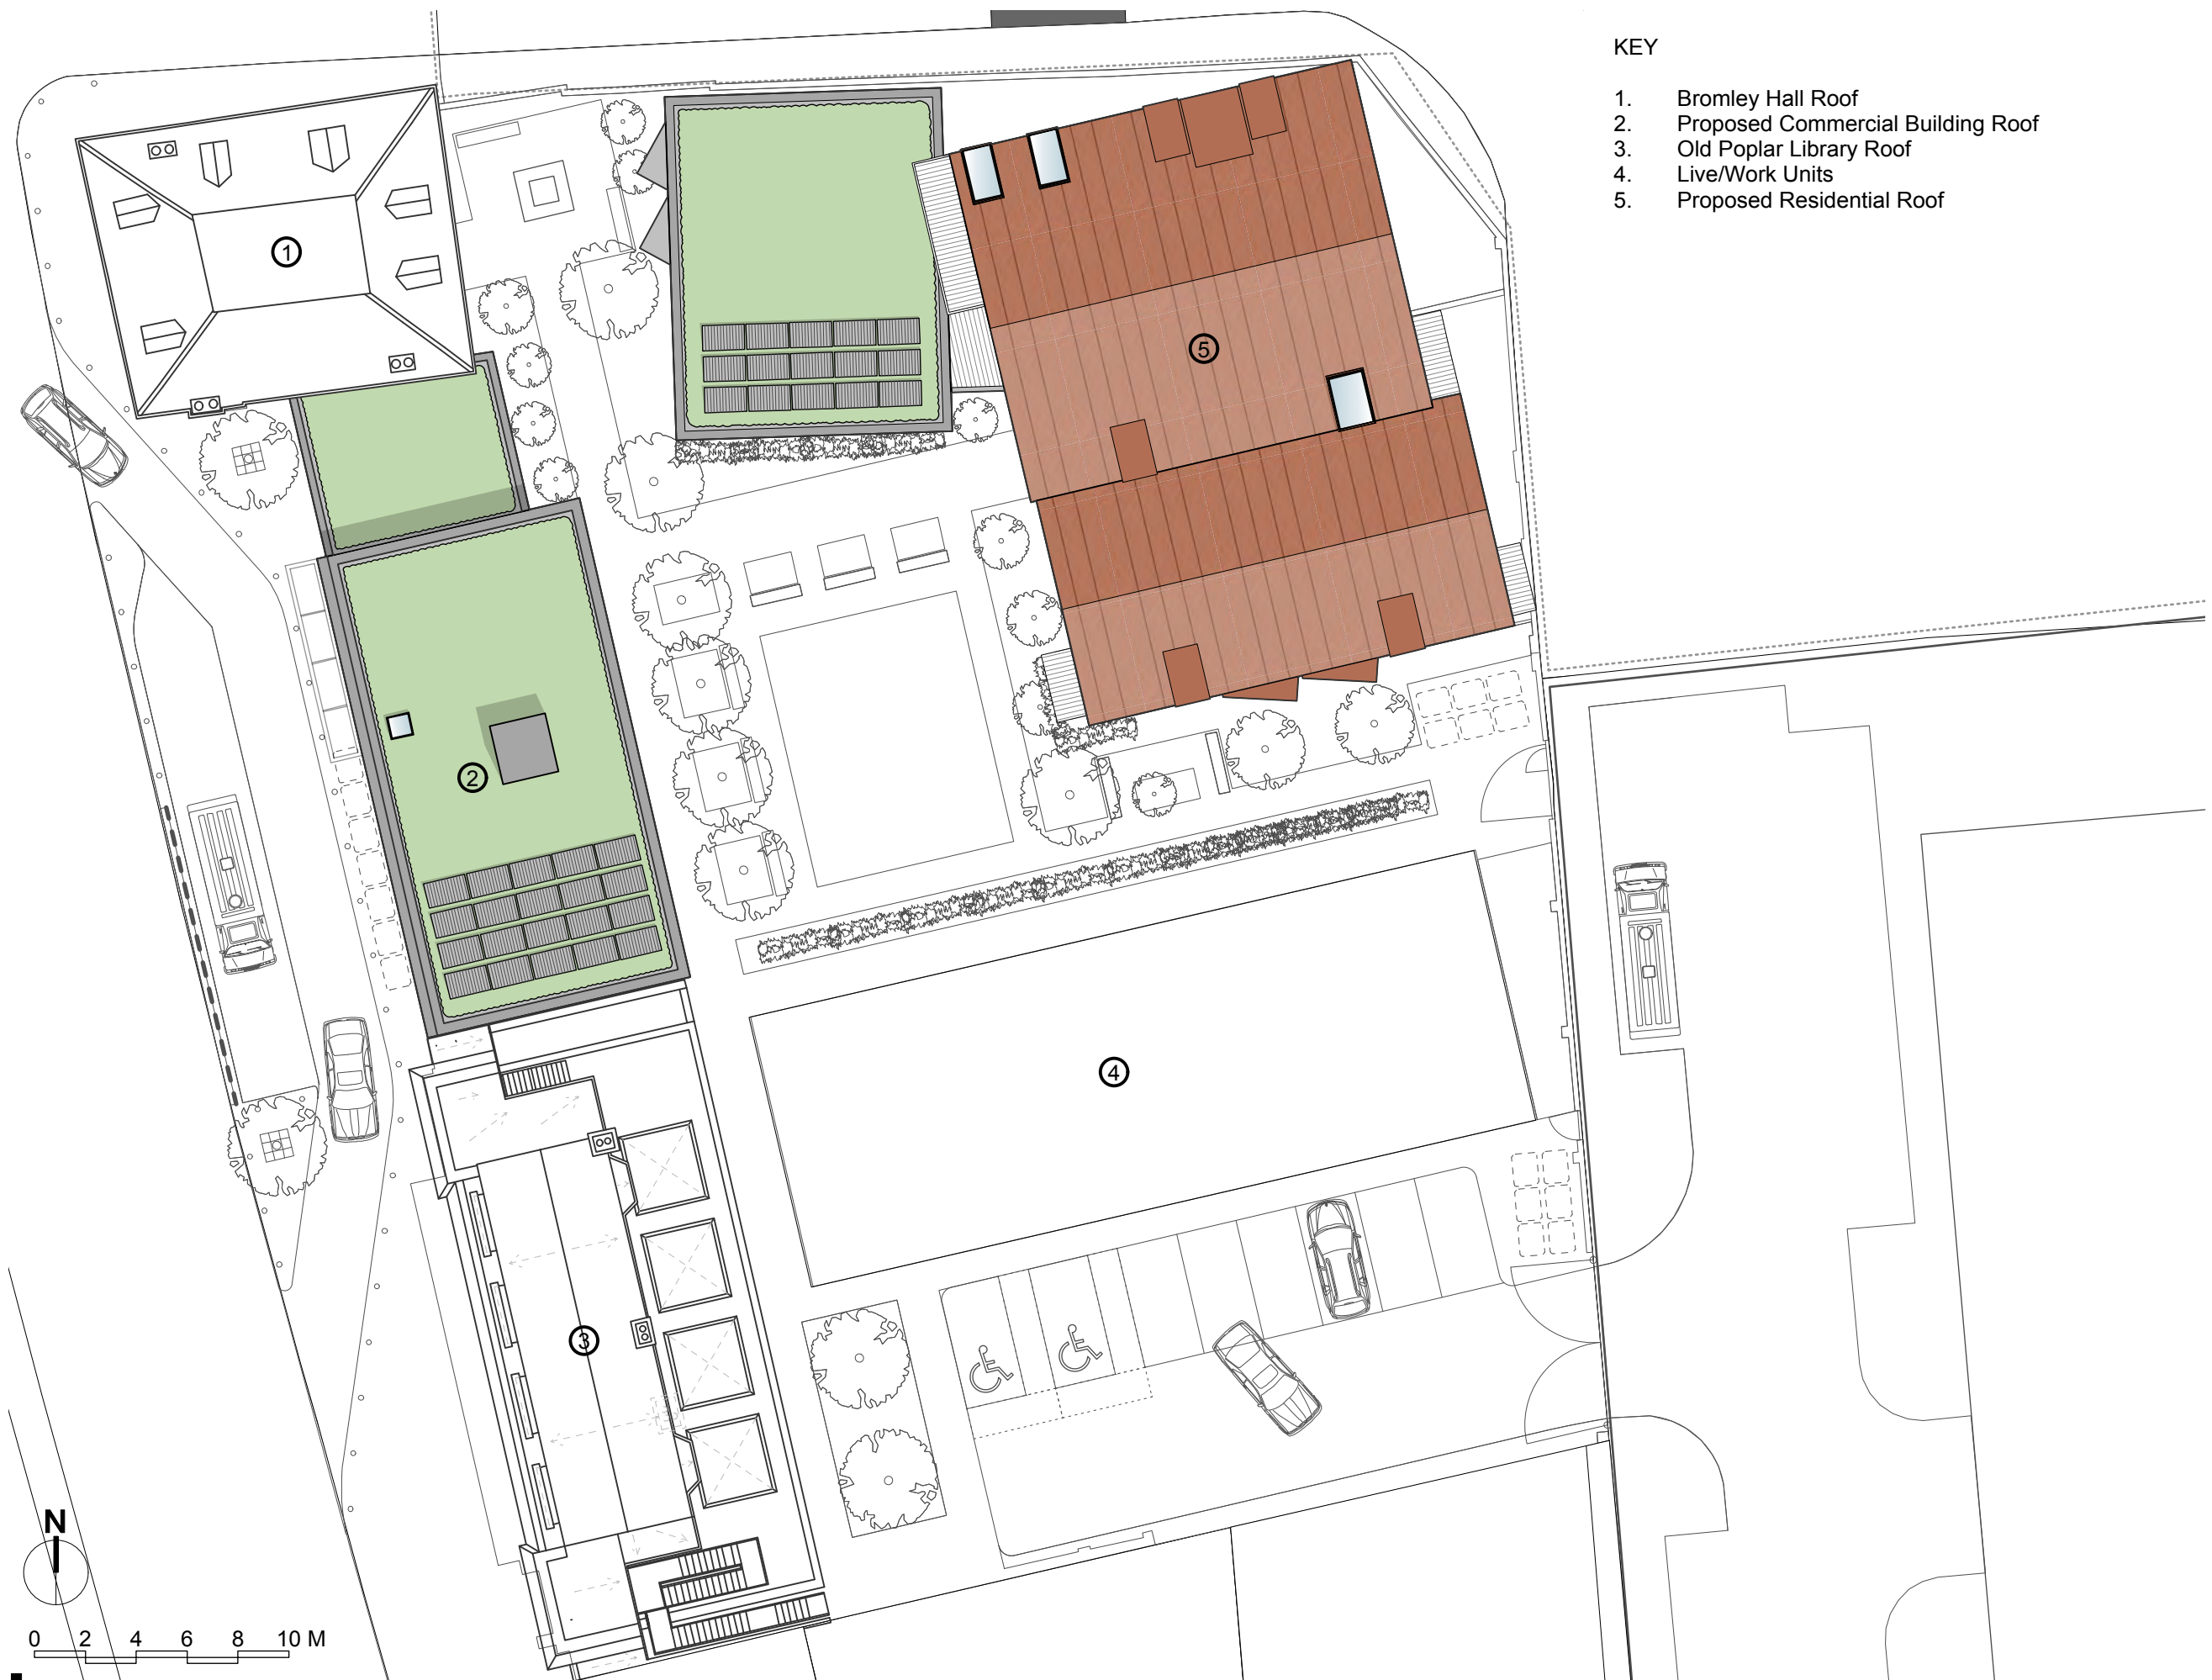 KEY
1. Bromley Hall Roof
2. Proposed Commercial Building Roof
3. Old Poplar Library Roof
4. Live/Work Units
5. Proposed Residential Roof
1
5
2
4
3
N
0 2 4 6 8 10 M